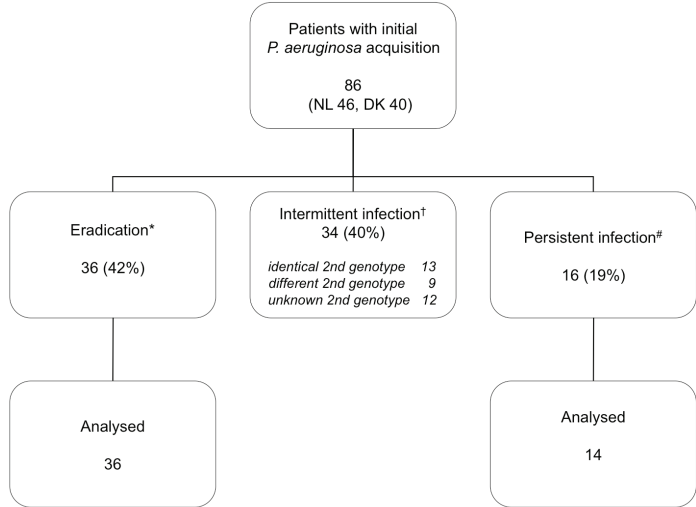 Patients with initial
P. aeruginosa acquisition
86
(NL 46, DK 40)
Eradication*
36 (42%)
Intermittent infection†
34 (40%)
identical 2nd genotype 13
different 2nd genotype 9
unknown 2nd genotype 12
Persistent infection#
16 (19%)
Analysed
36
Analysed
14